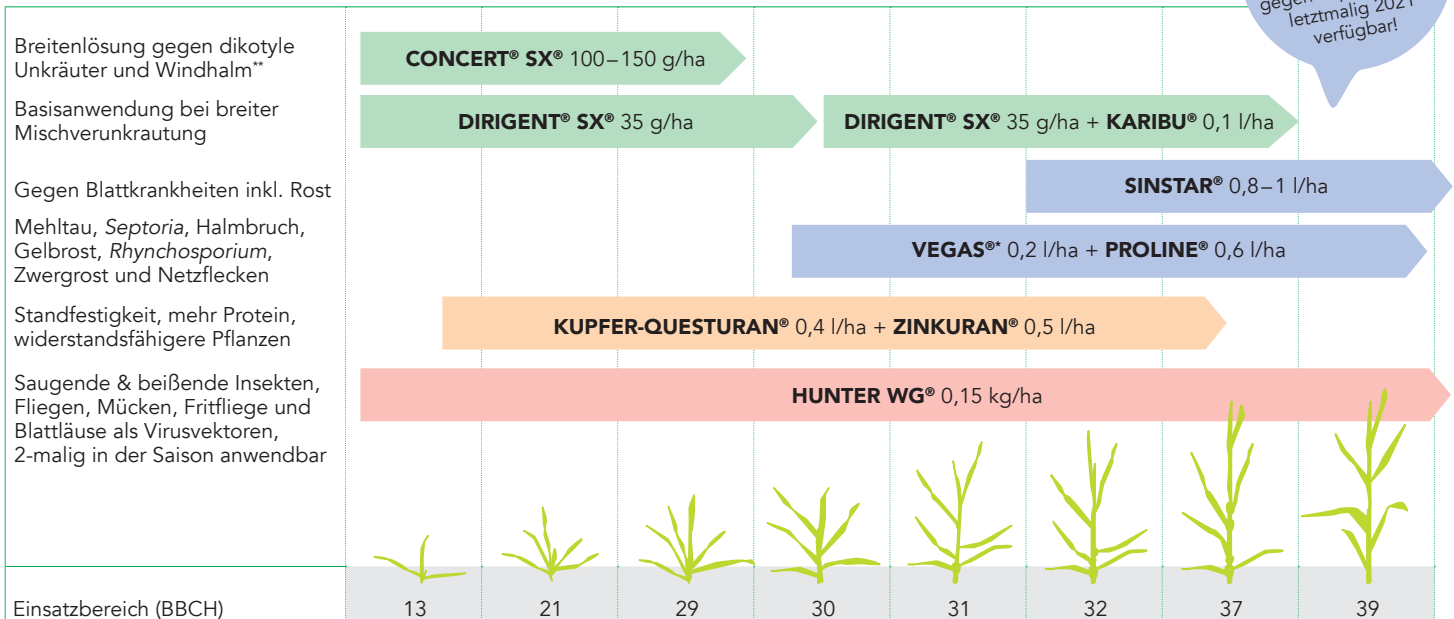 gegen
letztmalig 2021
verfügbar!
Breitenlösung gegen dikotyle
Unkräuter und Windhalm**
CONCERT® SX® 100–150 g/ha
Basisanwendung bei breiter
Mischverunkrautung
DIRIGENT® SX® 35 g/ha
DIRIGENT® SX® 35 g/ha + KARIBU® 0,1 l/ha
Gegen Blattkrankheiten inkl. Rost
SINSTAR® 0,8–1 l/ha
Mehltau, Septoria, Halmbruch,
Gelbrost, Rhynchosporium,
Zwergrost und Netzflecken
VEGAS®* 0,2 l/ha + PROLINE® 0,6 l/ha
Standfestigkeit, mehr Protein,
widerstandsfähigere Pflanzen
KUPFER-QUESTURAN® 0,4 l/ha + ZINKURAN® 0,5 l/ha
Saugende & beißende Insekten,
Fliegen, Mücken, Fritfliege und
Blattläuse als Virusvektoren,
2-malig in der Saison anwendbar
HUNTER WG® 0,15 kg/ha
Einsatzbereich (BBCH) 13 21 29 30 31 32 37 39